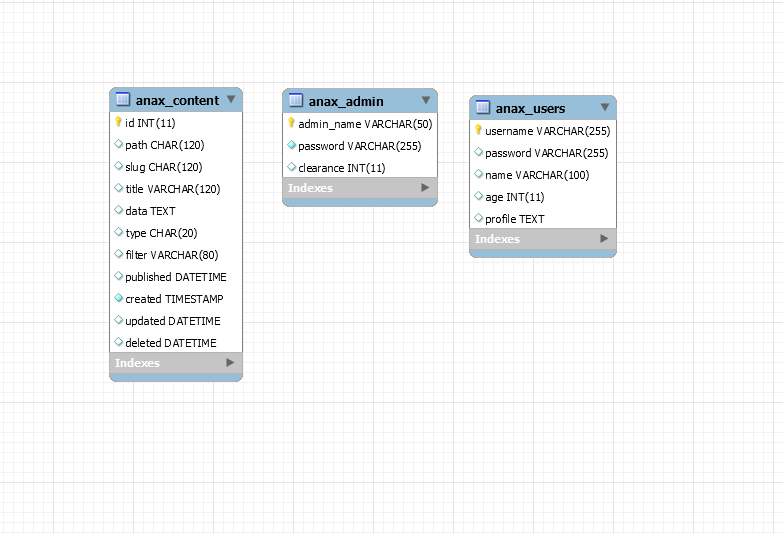 anax_content
id INT(11)
path CHAR(120)
slug CHAR(120)
title VARCHAR(120)
data TEXT
type CHAR(20)
filter VARCHAR(80)
published DATETIME
created TIMESTAMP
updated DATETIME
deleted DATETIME
Indexes
anax_admin
admin_name VARCHAR(50)
password VARCHAR(255)
clearance INT(11)
Indexes
anax_users
username VARCHAR(255)
password VARCHAR(255)
name VARCHAR(100)
age INT(11)
profile TEXT
Indexes